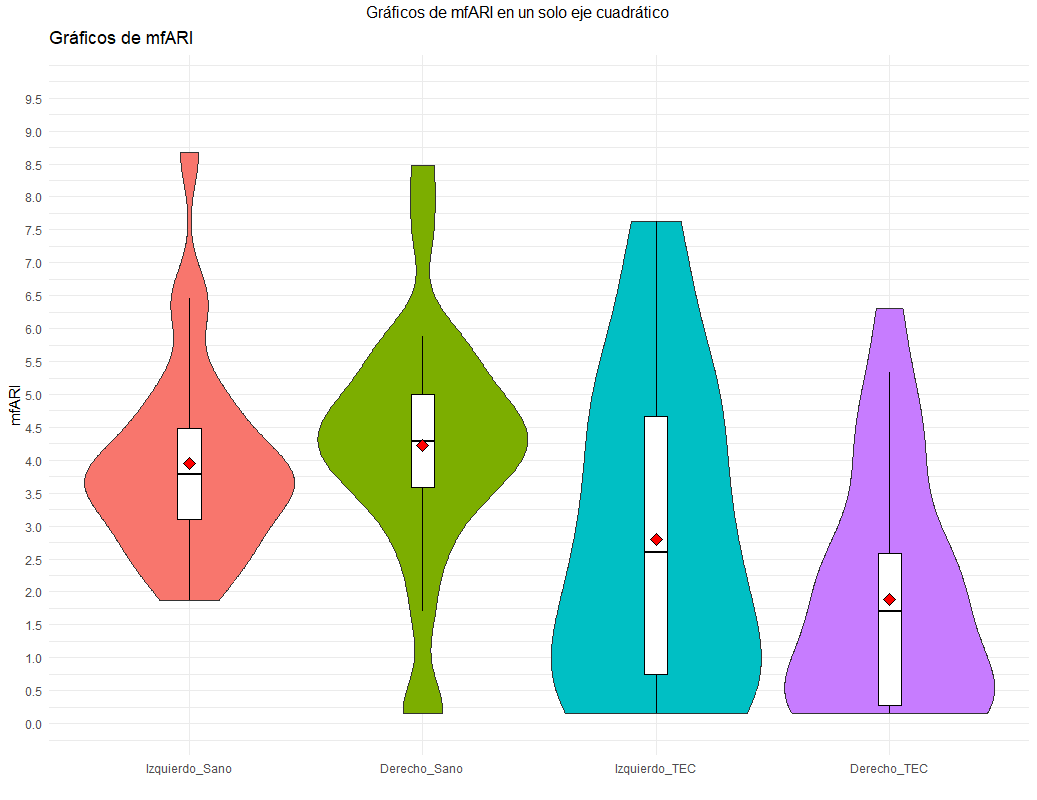 Gráficos de mfARI en un solo eje cuadrático
Gráficos de mfARI
9.5
9.0
8.5
8.0
7.5
7.0
6.5
6.0
5.5
5.0
4.5
4.0
3.5
3.0
2.5
2.0
1.5
1.0
0.5
0.0
mfARI
Izquierdo_Sano
Derecho_Sano
Izquierdo_TEC
Derecho_TEC